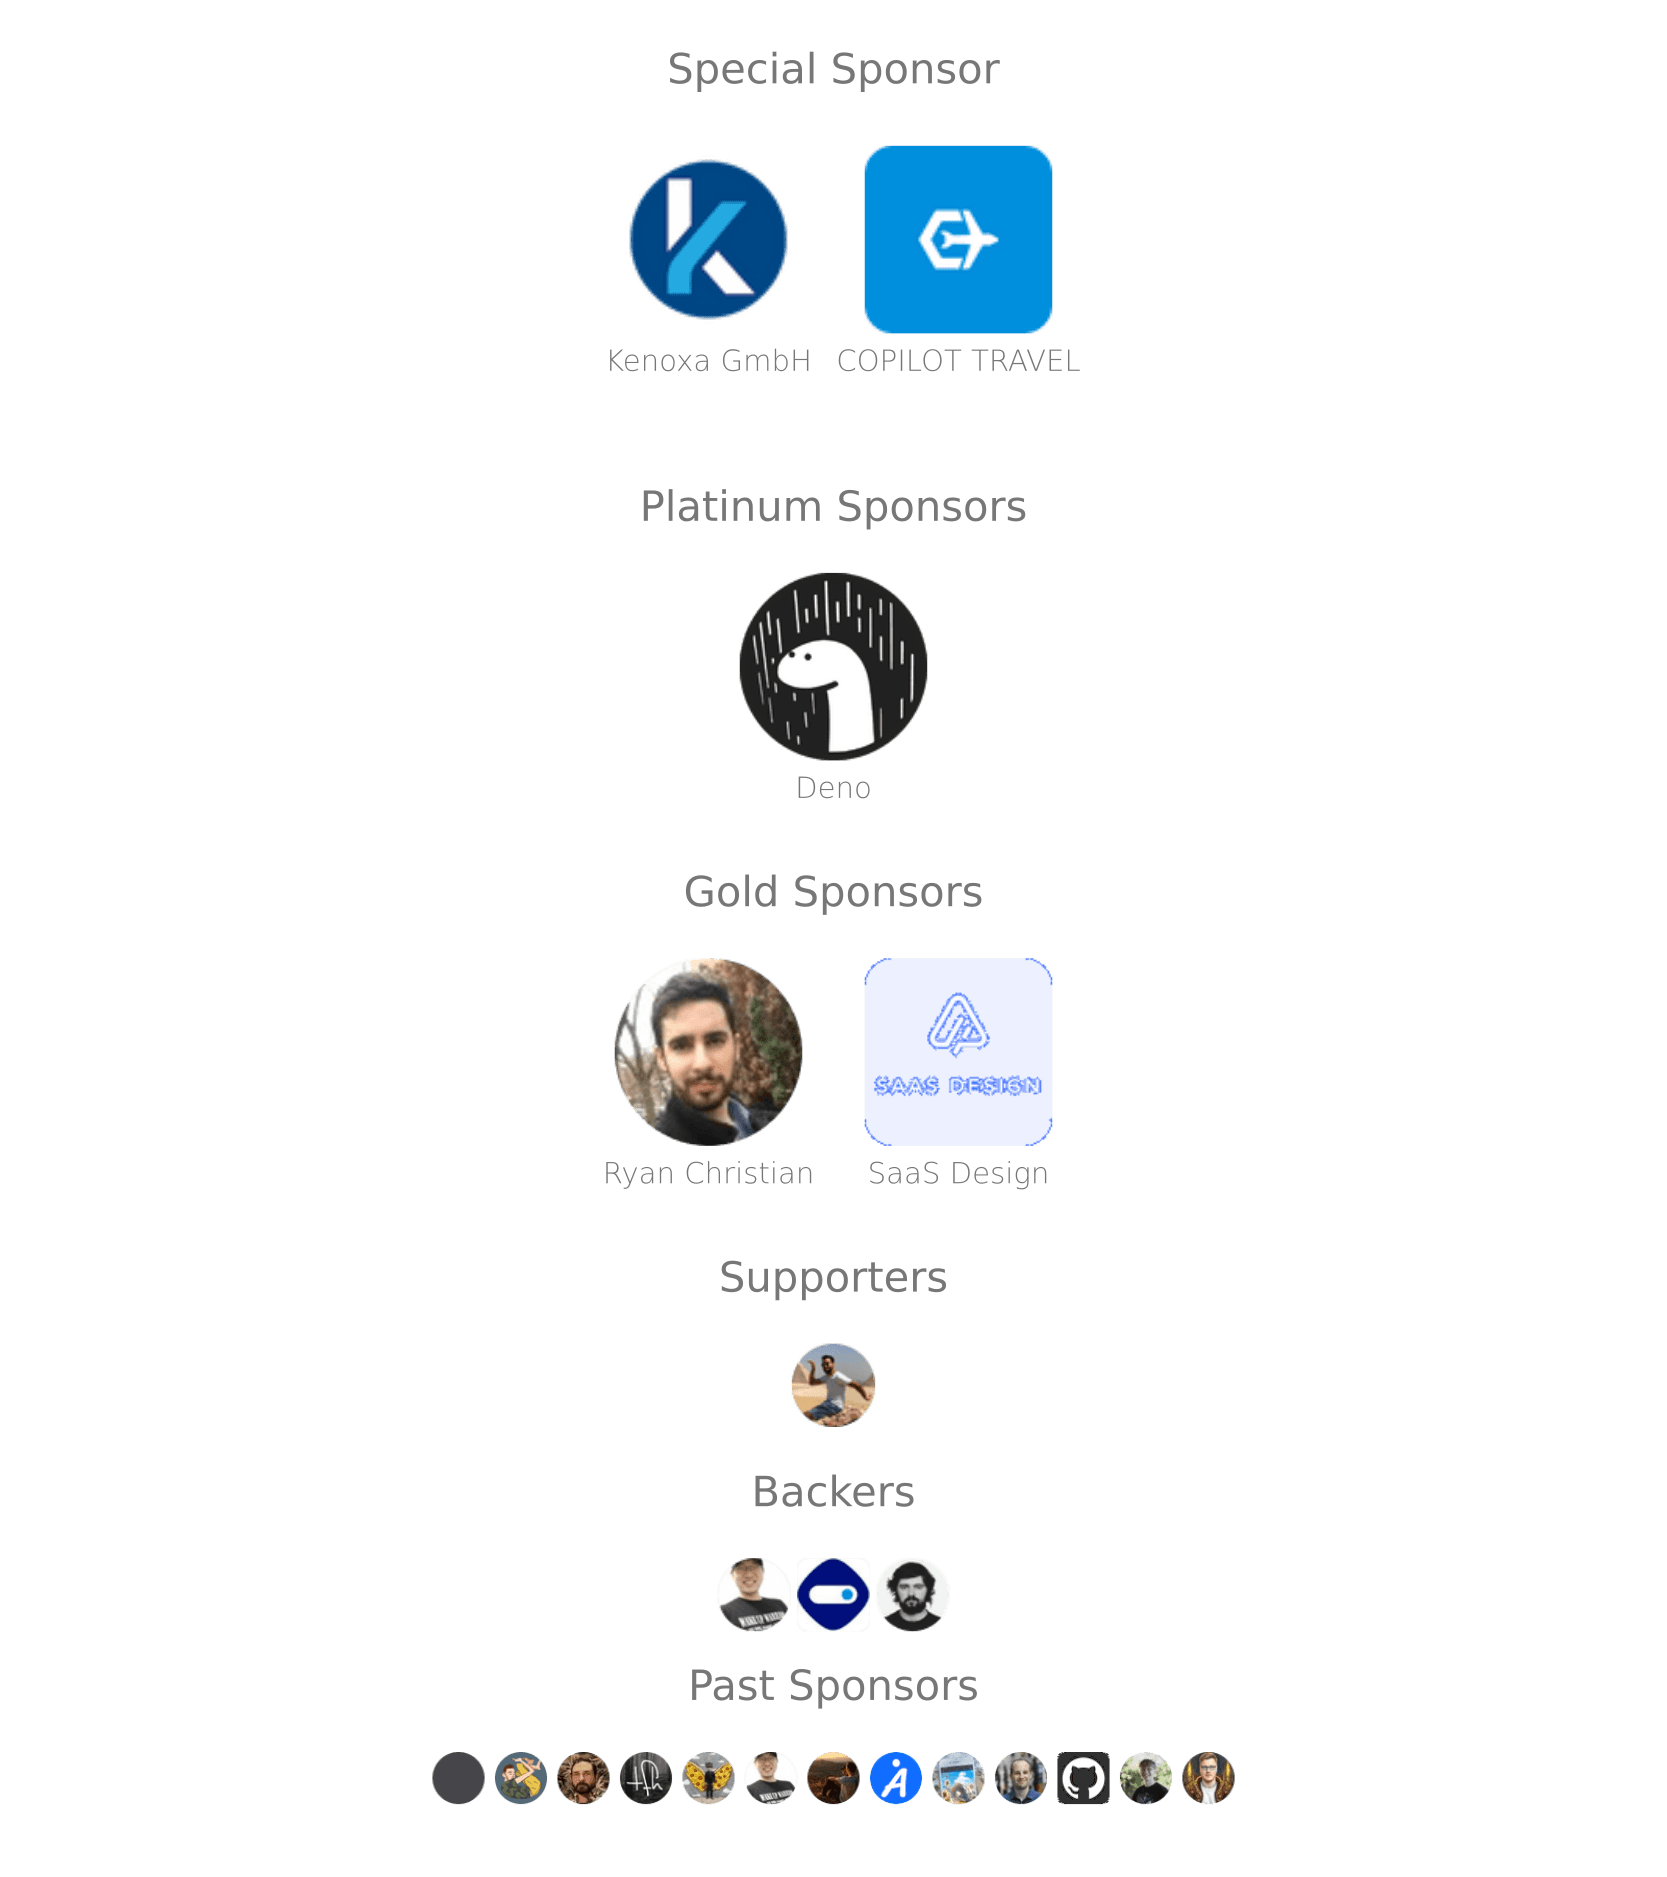 Special Sponsor
Kenoxa GmbH COPILOT TRAVEL
Platinum Sponsors
Deno
Gold Sponsors
SAAS DESIGN
Ryan Christian SaaS Design
Supporters
Backers
Past Sponsors
tfh